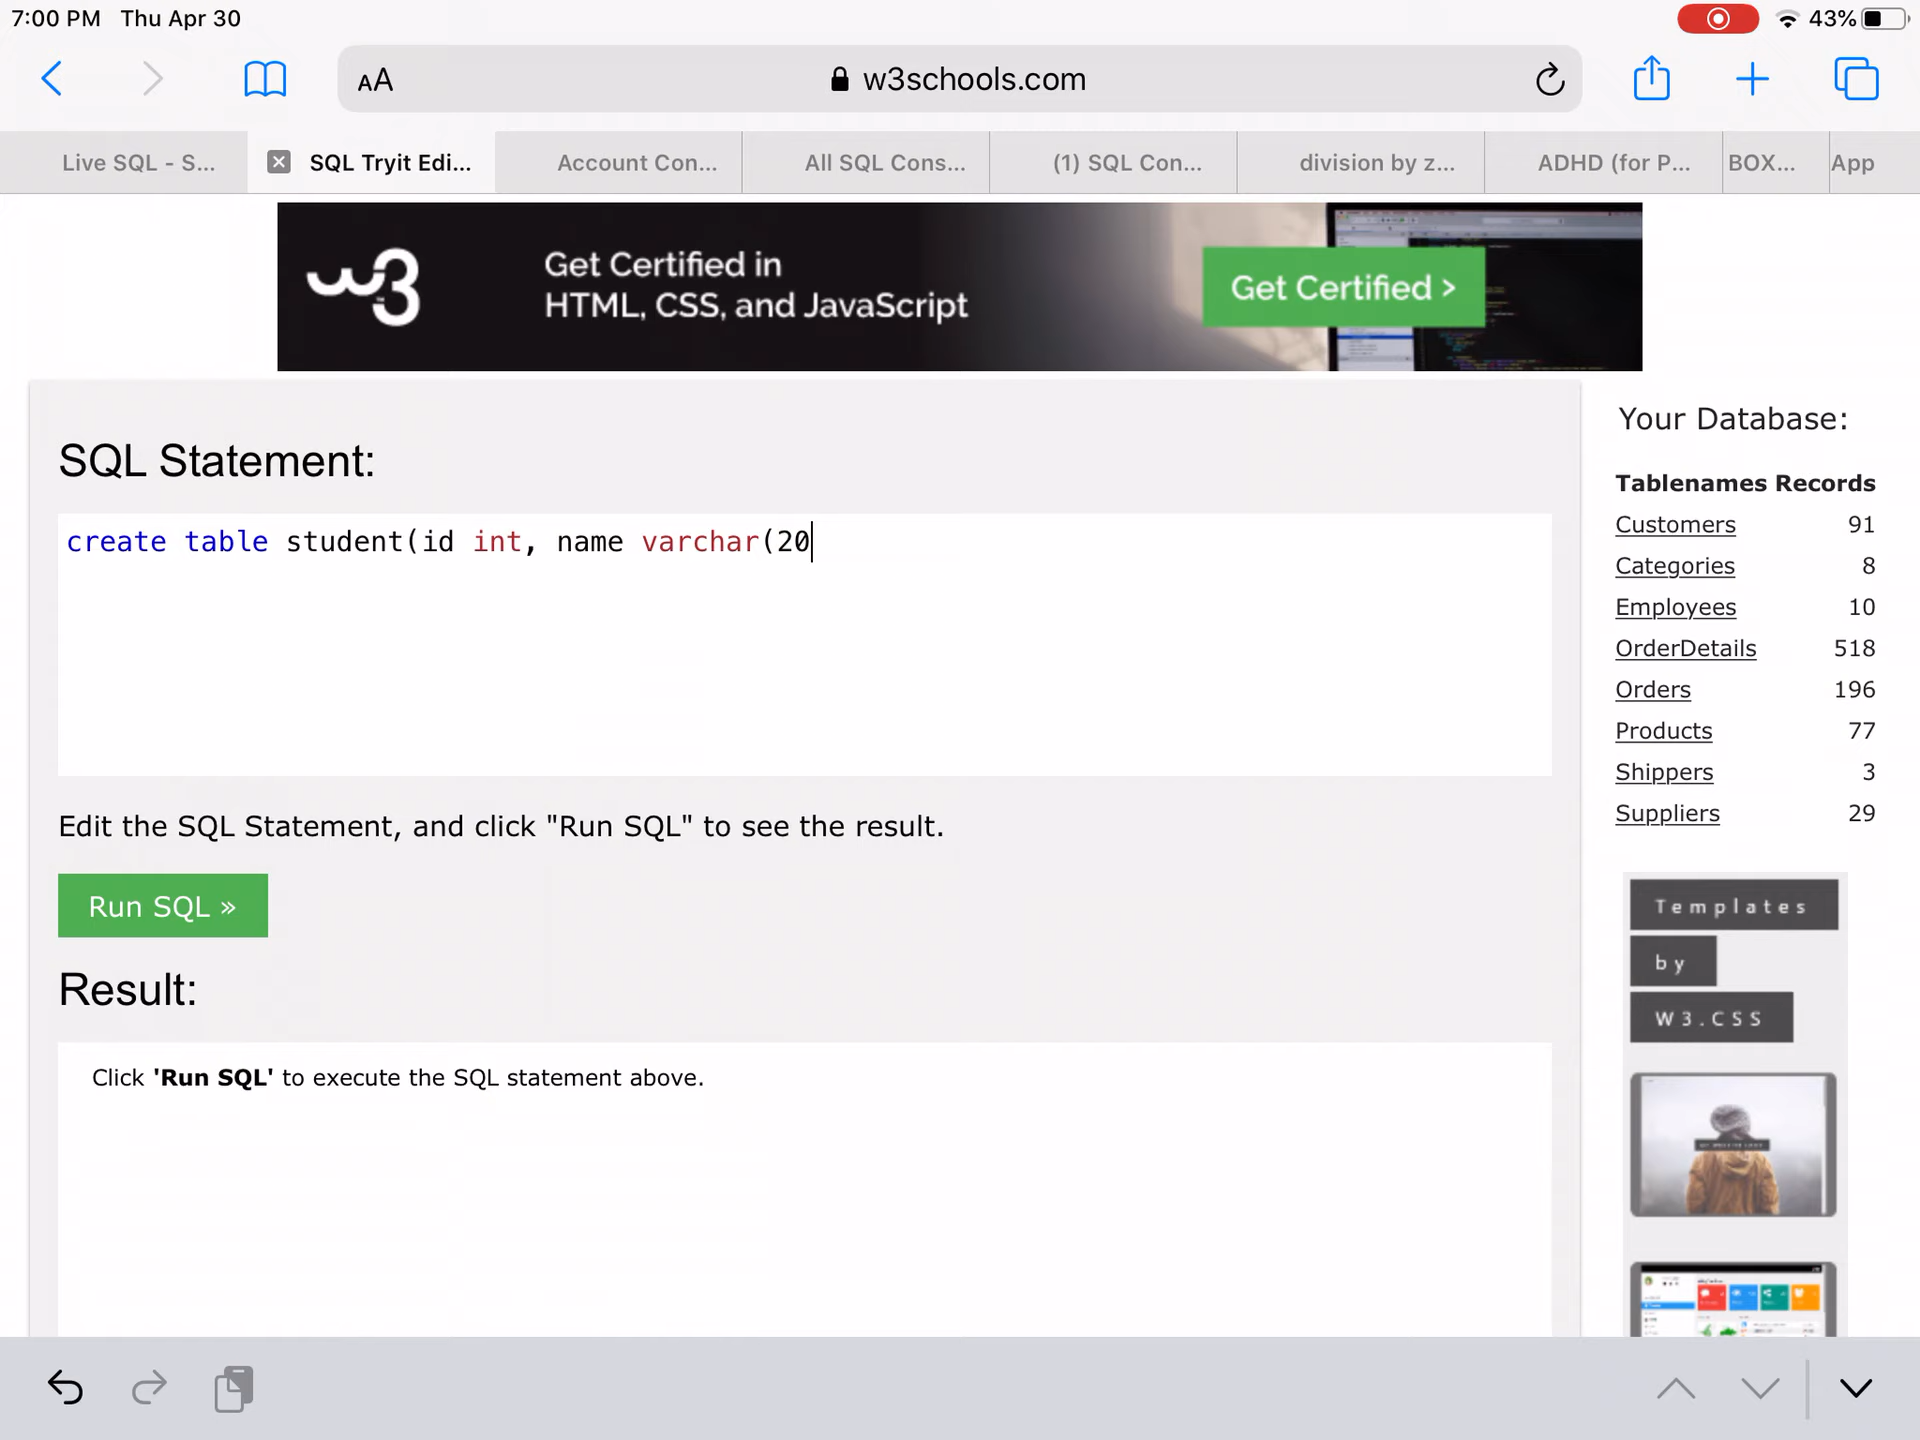 7:00 PM Thu Apr 30
43%
AA
w3schools.com
Live SQL - S...
SQL Tryit Edi...
Account Con...
All SQL Cons...
(1) SQL Con...
division by z...
ADHD (for P...
BOX...
App
w3
Get Certified in
HTML, CSS, and JavaScript
Get Certified >
SQL Statement:
create table student(id int, name varchar(20
Edit the SQL Statement, and click "Run SQL" to see the result.
Run SQL »
Result:
Click 'Run SQL' to execute the SQL statement above.
Your Database:
Tablenames Records
Customers 91
Categories 8
Employees 10
OrderDetails 518
Orders 196
Products 77
Shippers 3
Suppliers 29
Templates
by
W3.CSS